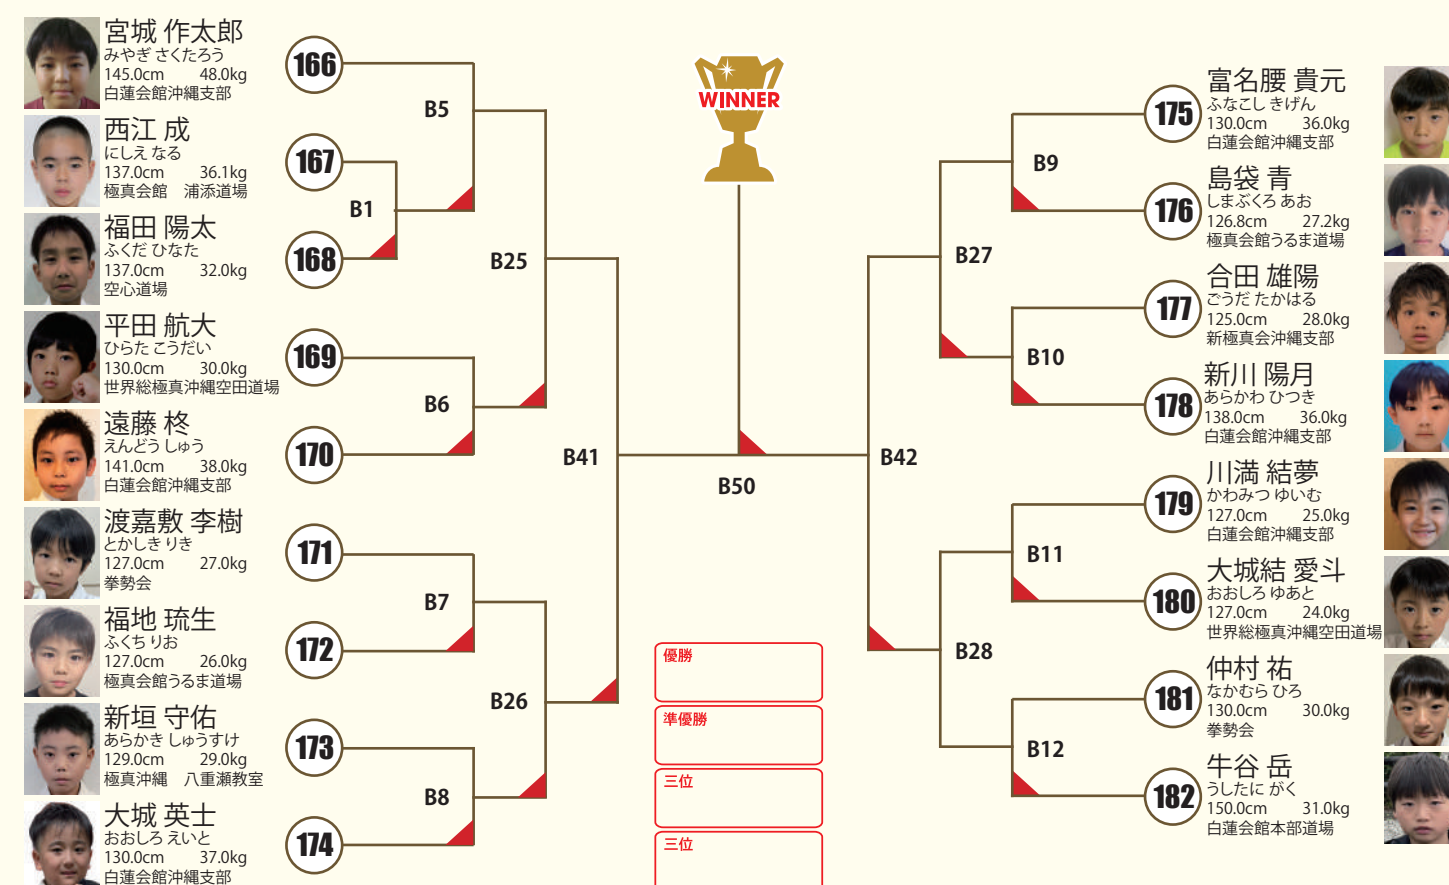 宮城 作太郎
みやぎ さくたろう
145.0cm 48.0kg
白蓮会館沖縄支部
166
西江 成
にしえ なる
137.0cm 36.1kg
極真会館 浦添道場
167
福田 陽太
ふくだ ひなた
137.0cm 32.0kg
空心道場
168
平田 航大
ひらた こうだい
130.0cm 30.0kg
世界総極真沖縄空田道場
169
遠藤 柊
えんどう しゅう
141.0cm 38.0kg
白蓮会館沖縄支部
170
渡嘉敷 李樹
とかしき りき
127.0cm 27.0kg
拳勢会
171
福地 琉生
ふくち りお
127.0cm 26.0kg
極真会館うるま道場
172
新垣 守佑
あらかき しゅうすけ
129.0cm 29.0kg
極真沖縄 八重瀬教室
173
大城 英士
おおしろ えいと
130.0cm 37.0kg
白蓮会館沖縄支部
174
B5
B1
B25
B6
B41
B7
B26
B8
WINNER
B50
優勝
準優勝
三位
三位
B9
B27
B10
B42
B11
B28
B12
175
富名腰 貴元
ふなこし きげん
130.0cm 36.0kg
白蓮会館沖縄支部
176
島袋 青
しまぶくろ あお
126.8cm 27.2kg
極真会館うるま道場
177
合田 雄陽
ごうだ たかはる
125.0cm 28.0kg
新極真会沖縄支部
178
新川 陽月
あらかわ ひつき
138.0cm 36.0kg
白蓮会館沖縄支部
179
川満 結夢
かわみつ ゆいむ
127.0cm 25.0kg
白蓮会館沖縄支部
180
大城結 愛斗
おおしろ ゆあと
127.0cm 24.0kg
世界総極真沖縄空田道場
181
仲村 祐
なかむら ひろ
130.0cm 30.0kg
拳勢会
182
牛谷 岳
うしたに がく
150.0cm 31.0kg
白蓮会館本部道場